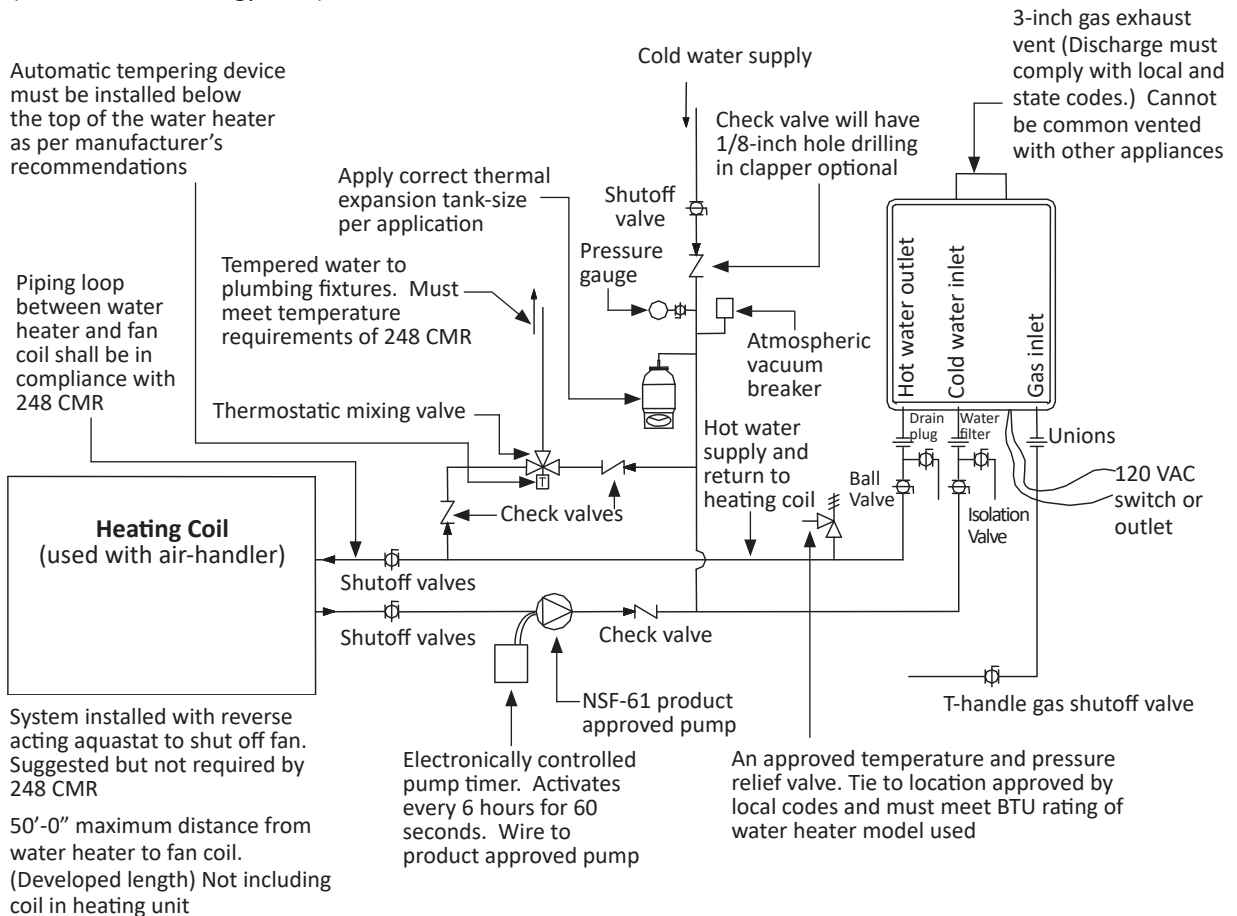 3-inch gas exhaust
vent (Discharge must
comply with local and
state codes.) Cannot
be common vented
with other appliances
Cold water supply
Automatic tempering device
must be installed below
the top of the water heater
as per manufacturer's
recommendations
Check valve will have
1/8-inch hole drilling
in clapper optional
Apply correct thermal
expansion tank-size
per application
Shutoff
valve
Pressure
gauge
Tempered water to
plumbing fixtures. Must
meet temperature
requirements of 248 CMR
Piping loop
between water
heater and fan
coil shall be in
compliance with
248 CMR
Atmospheric
vacuum
breaker
Hot water outlet
Cold water inlet
Gas inlet
Thermostatic mixing valve
Hot water
supply and
return to
heating coil
Drain
plug
Water
filter
Unions
Ball
Valve
Isolation
Valve
120 VAC
switch or
outlet
T
Check valves
Heating Coil
(used with air-handler)
Shutoff valves
Shutoff valves
Check valve
NSF-61 product
approved pump
T-handle gas shutoff valve
System installed with reverse
acting aquastat to shut off fan.
Suggested but not required by
248 CMR
50'-0" maximum distance from
water heater to fan coil.
(Developed length) Not including
coil in heating unit
Electronically controlled
pump timer. Activates
every 6 hours for 60
seconds. Wire to
product approved pump
An approved temperature and pressure
relief valve. Tie to location approved by
local codes and must meet BTU rating of
water heater model used